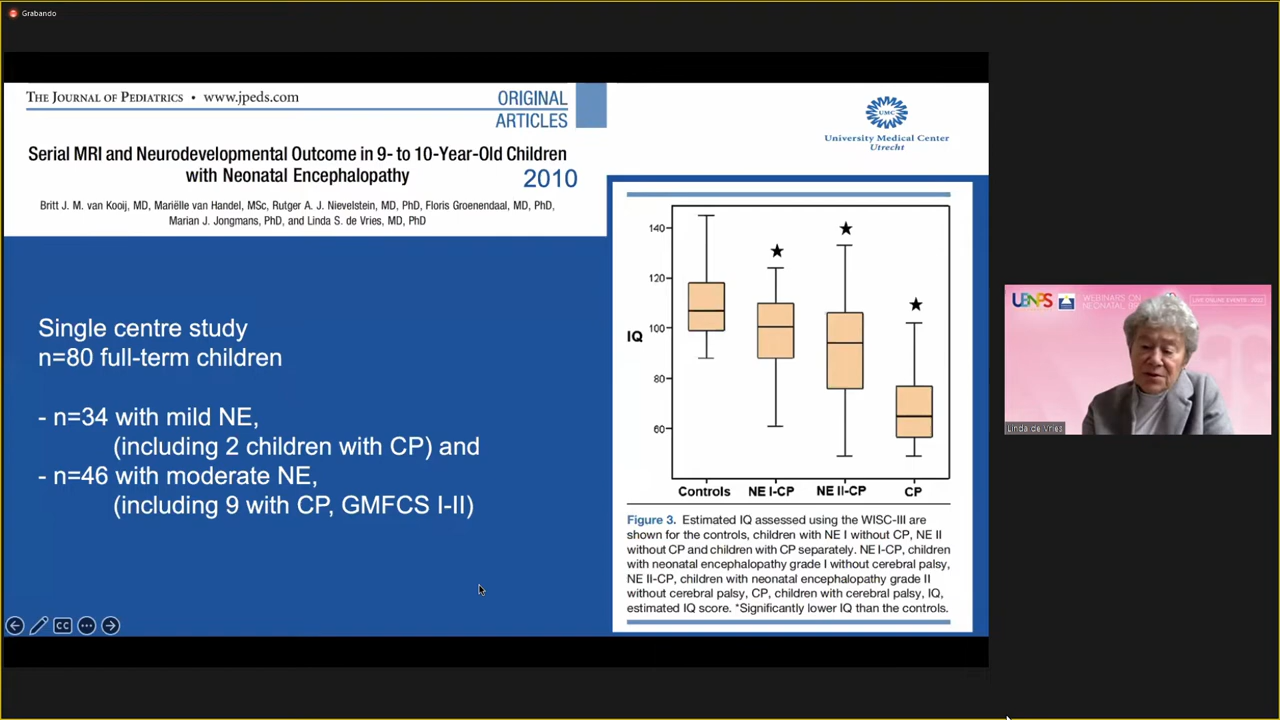 Grabando
THE JOURNAL OF PEDIATRICS • www.jpeds.com
ORIGINAL
ARTICLES
Serial MRI and Neurodevelopmental Outcome in 9- to 10-Year-Old Children
with Neonatal Encephalopathy
2010
Britt J. M. van Kooij, MD, Mariëlle van Handel, MSc, Rutger A. J. Nievelstein, MD, PhD, Floris Groenendaal, MD, PhD,
Marian J. Jongmans, PhD, and Linda S. de Vries, MD, PhD
UMC
University Medical Center
Utrecht
Single centre study
n=80 full-term children
- n=34 with mild NE,
(including 2 children with CP) and
- n=46 with moderate NE,
(including 9 with CP, GMFCS I-II)
140
120
100
80
60
IQ
Controls NE I-CP NE II-CP CP
Figure 3. Estimated IQ assessed using the WISC-III are
shown for the controls, children with NE I without CP, NE II
without CP and children with CP separately. NE I-CP, children
with neonatal encephalopathy grade I without cerebral palsy,
NE II-CP, children with neonatal encephalopathy grade II
without cerebral palsy, CP, children with cerebral palsy, IQ,
estimated IQ score. *Significantly lower IQ than the controls.
CC
WEBINARS ON
NEONATAL
LIVE ONLINE EVENTS
Linda de Vries